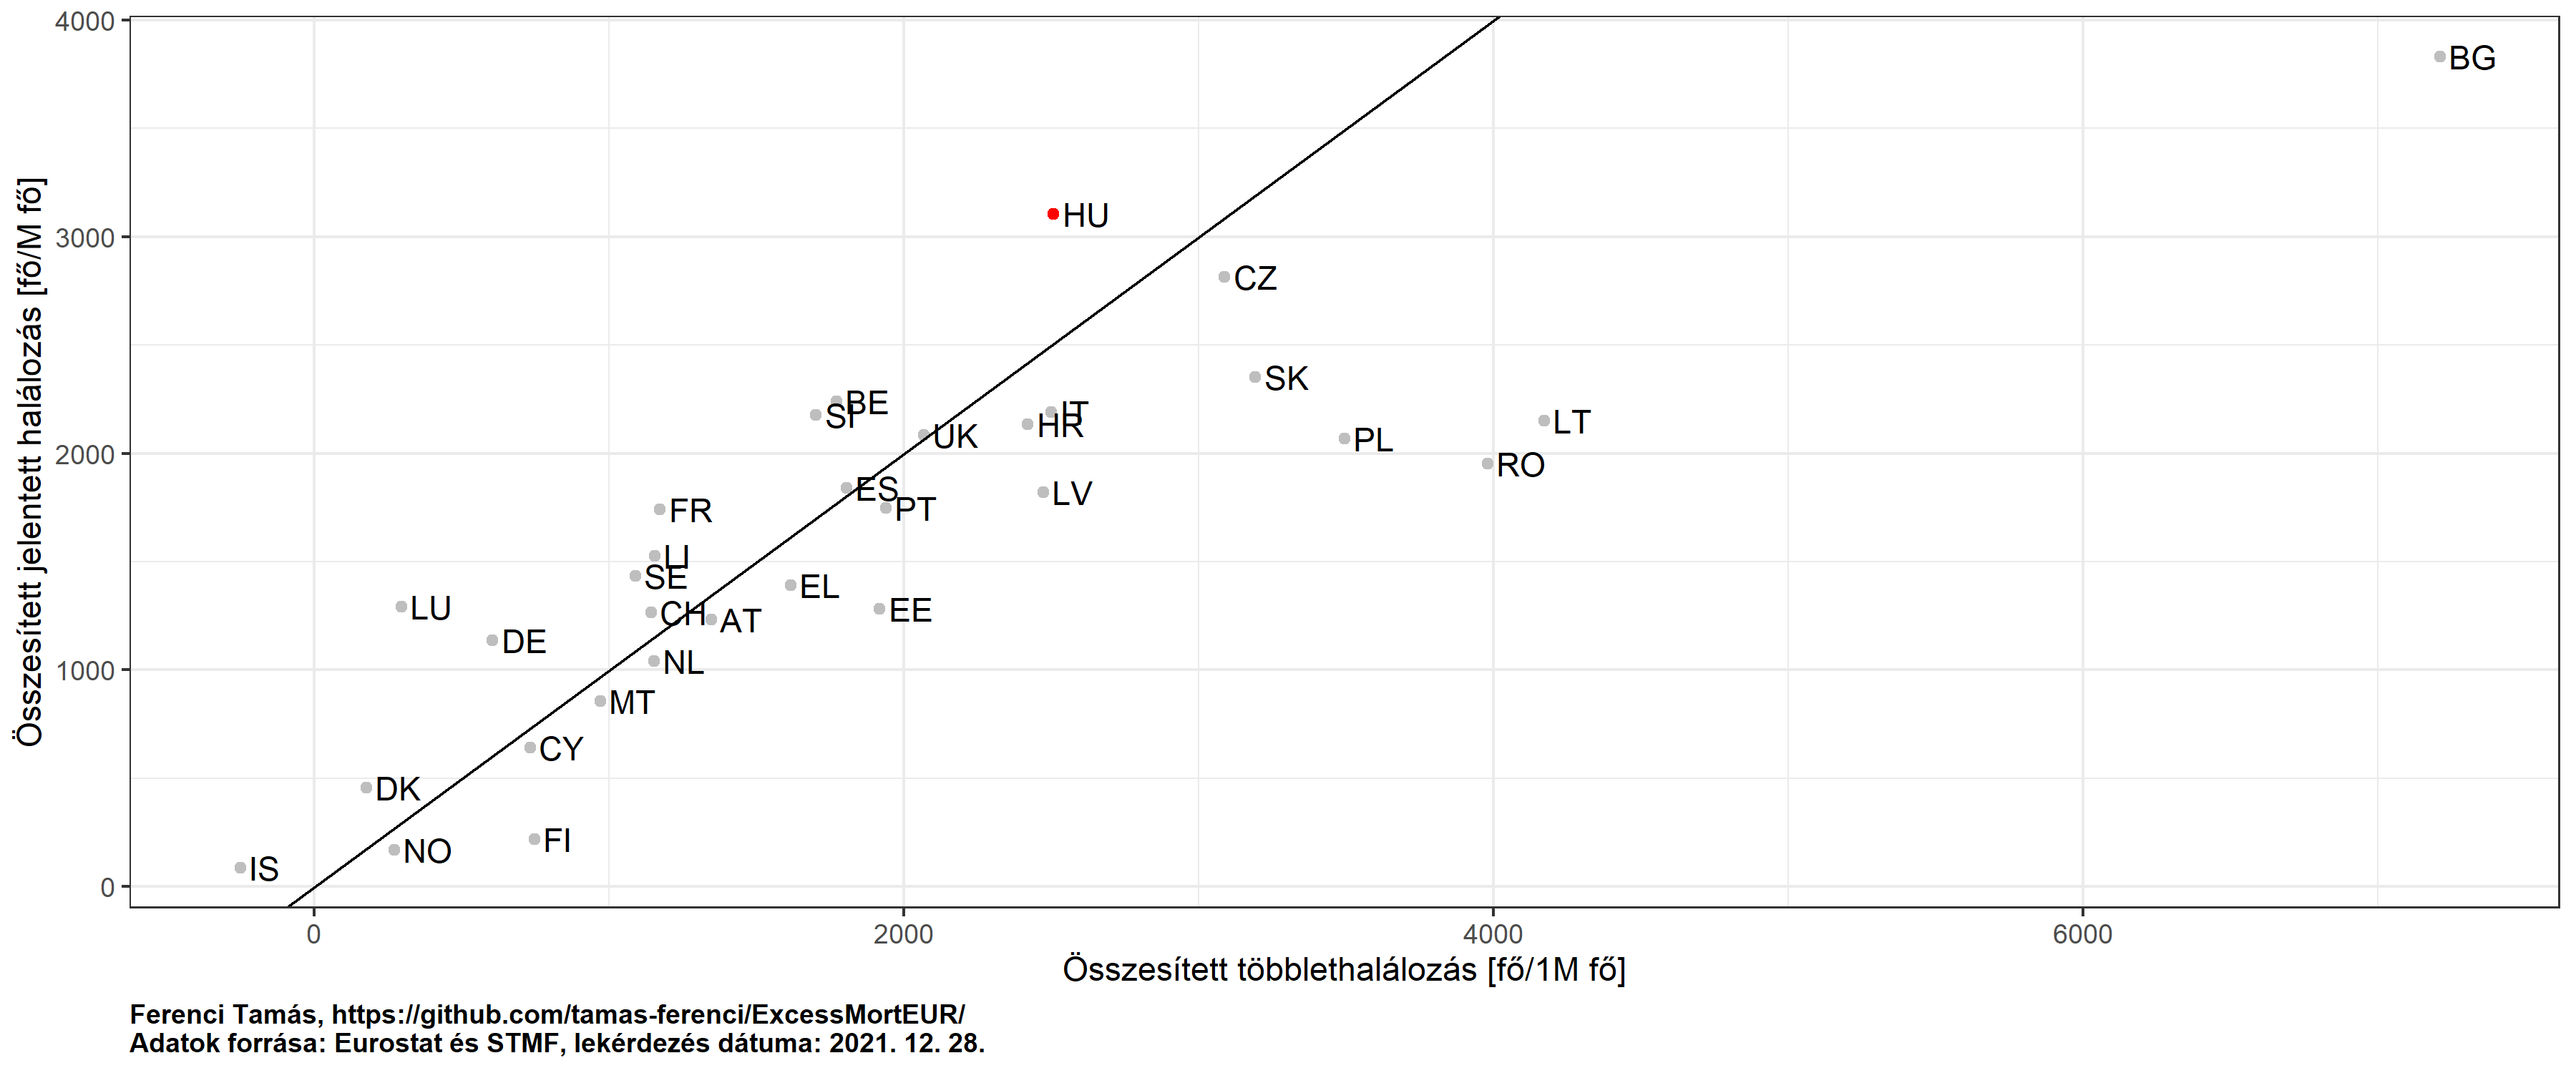 4000
BG
Összesített jelentett halálozás [fő/M fő]
HU
3000
CZ
SK
BE
SI
IT
HR
UK
LT
PL
2000
RO
ES
LV
PT
FR
LI
SE
EL
LU
CH
EE
AT
DE
NL
1000
MT
CY
DK
FI
NO
IS
0
0 2000 4000 6000
Összesített többlethalálozás [fő/1M fő]
Ferenci Tamás, https://github.com/tamas-ferenci/ExcessMortEUR/
Adatok forrása: Eurostat és STMF, lekérdezés dátuma: 2021. 12. 28.